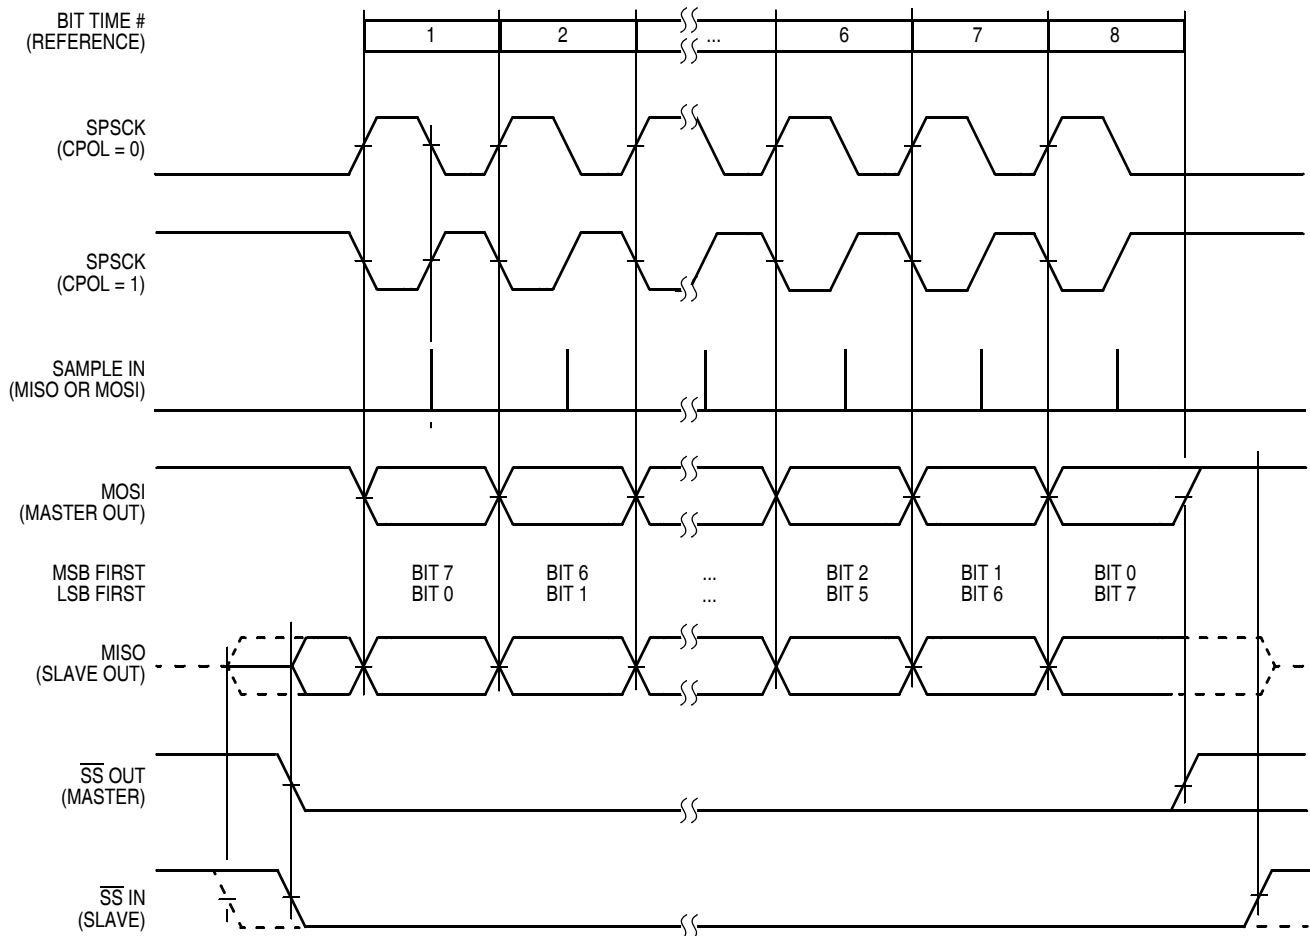 BIT TIME #
(REFERENCE)
1 2 ... 6 7 8
SPSCK
(CPOL = 0)
SPSCK
(CPOL = 1)
SAMPLE IN
(MISO OR MOSI)
MOSI
(MASTER OUT)
MSB FIRST BIT 7 BIT 6 ... BIT 2 BIT 1 BIT 0
LSB FIRST BIT 0 BIT 1 ... BIT 5 BIT 6 BIT 7
MISO
(SLAVE OUT)
S̅S̅ OUT
(MASTER)
S̅S̅ IN
(SLAVE)